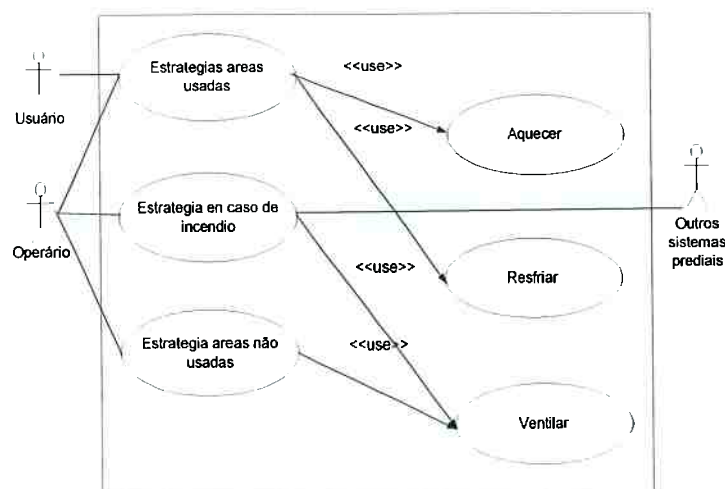 Estrategias areas
usadas
<<use>>
Usuário
<<use>>
Aquecer
Estrategia en caso de
incendio
Operário
Outros
sistemas
prediais
<<use>>
Resfriar
Estrategia areas não
usadas
<<use>>
Ventilar